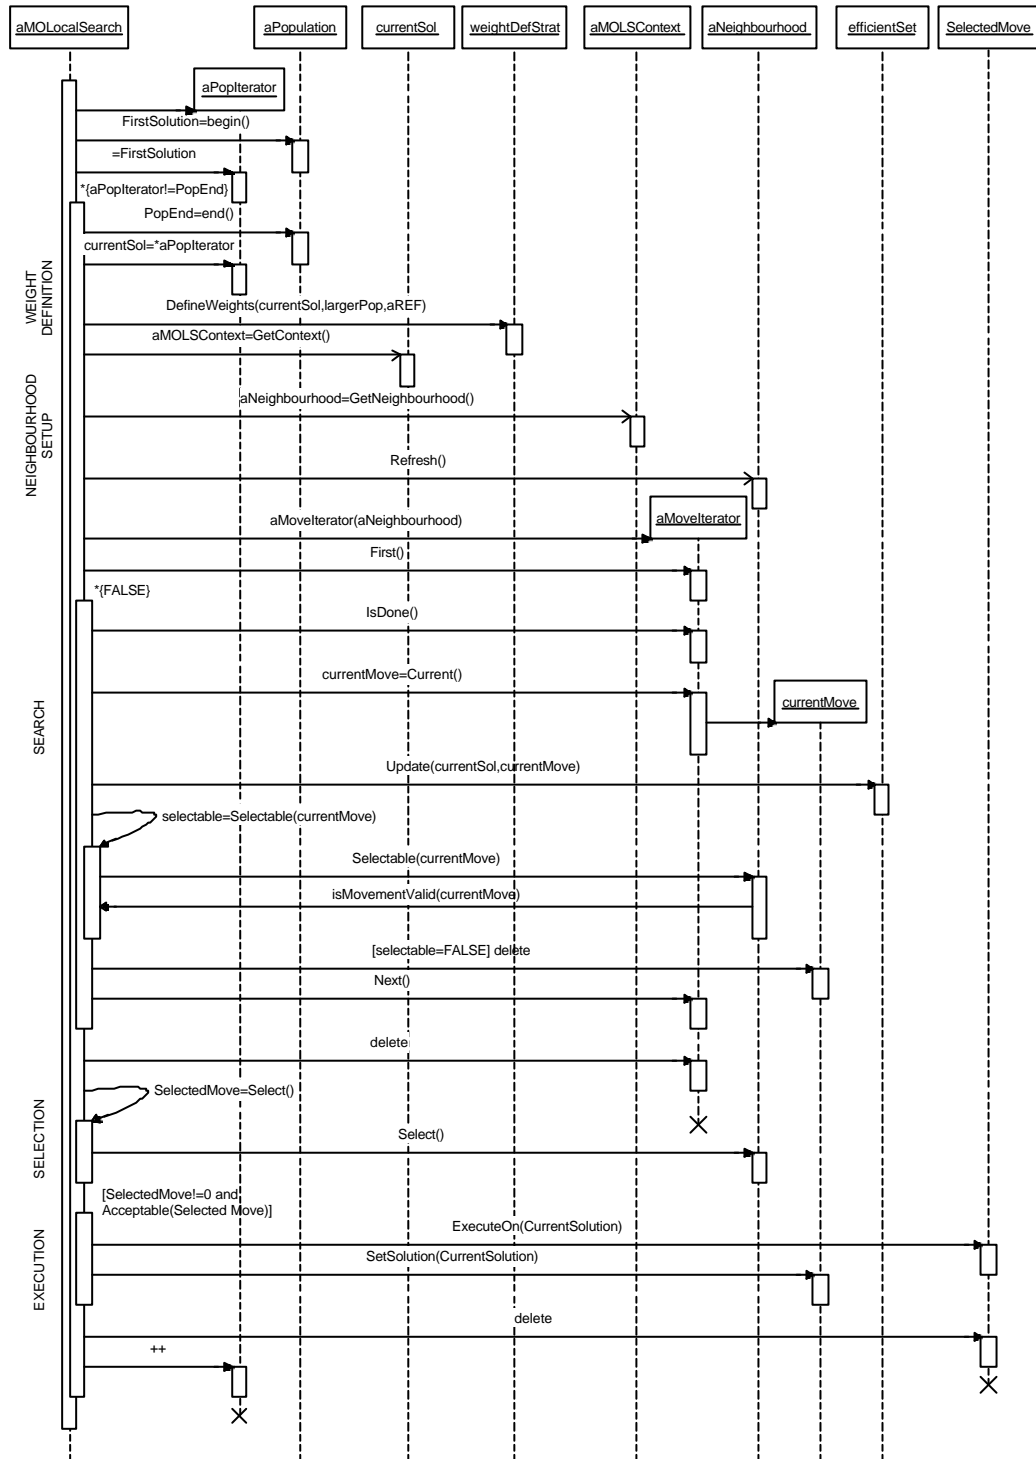 aMOLocalSearch
aPopulation
currentSol
weightDefStrat
aMOLSContext
aNeighbourhood
efficientSet
SelectedMove
aPopIterator
FirstSolution=begin()
=FirstSolution
*{aPopIterator!=PopEnd}
PopEnd=end()
currentSol=*aPopIterator
WEIGHT
DEFINITION
DefineWeights(currentSol,largerPop,aREF)
aMOLSContext=GetContext()
NEIGHBOURHOOD
SETUP
aNeighbourhood=GetNeighbourhood()
Refresh()
aMoveIterator(aNeighbourhood)
aMoveIterator
First()
*{FALSE}
IsDone()
currentMove=Current()
currentMove
SEARCH
Update(currentSol,currentMove)
selectable=Selectable(currentMove)
Selectable(currentMove)
isMovementValid(currentMove)
[selectable=FALSE] delete
Next()
delete
SelectedMove=Select()
SELECTION
Select()
[SelectedMove!=0 and
Acceptable(Selected Move)]
EXECUTION
ExecuteOn(CurrentSolution)
SetSolution(CurrentSolution)
delete
++